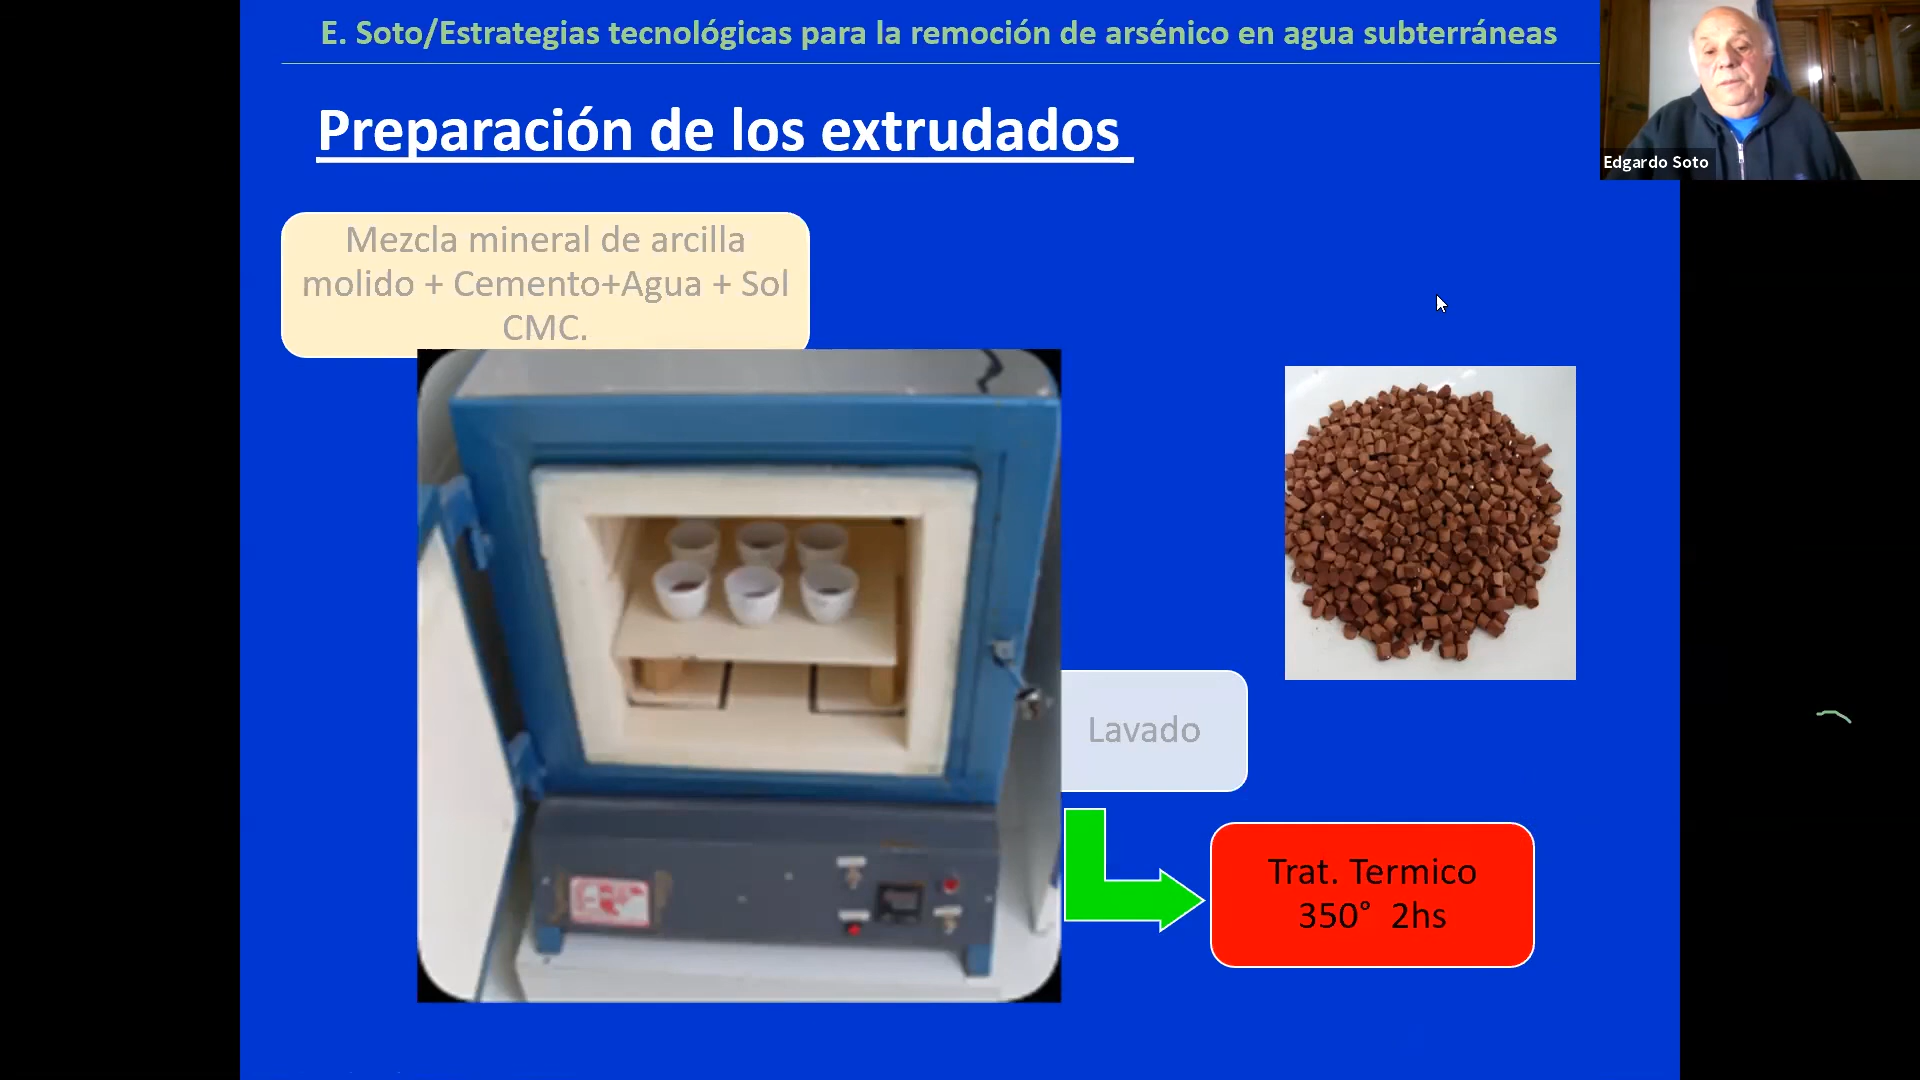 E. Soto/Estrategias tecnológicas para la remoción de arsénico en agua subterráneas
Edgardo Soto
Preparación de los extrudados
Mezcla mineral de arcilla
molido + Cemento+Agua + Sol
CMC.
Lavado
Trat. Termico
350° 2hs